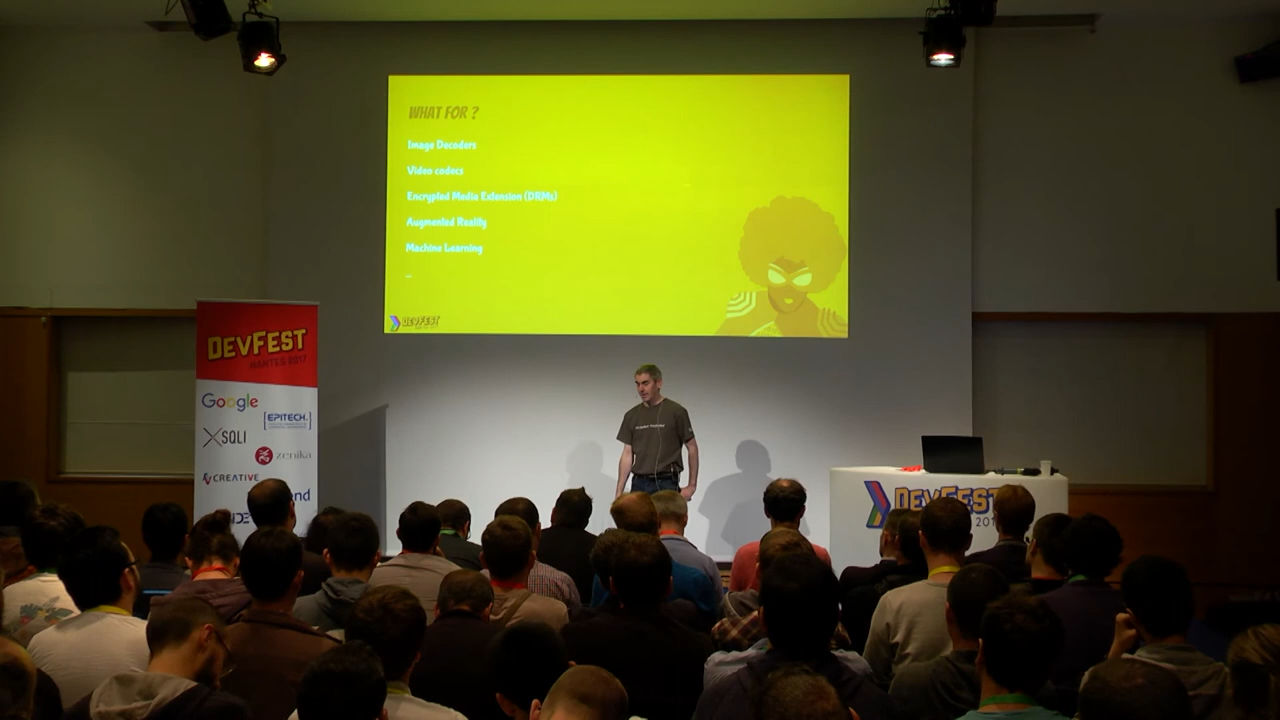 WHAT FOR ?
Image Decoders
Video codecs
Encrypted Media Extension (DRMs)
Augmented Reality
Machine Learning
...
DEVFEST
DEVFEST
NANTES 2017
Google
[EPITECH.]
SQLI
zenika
CREATIVE
end
DEVFEST